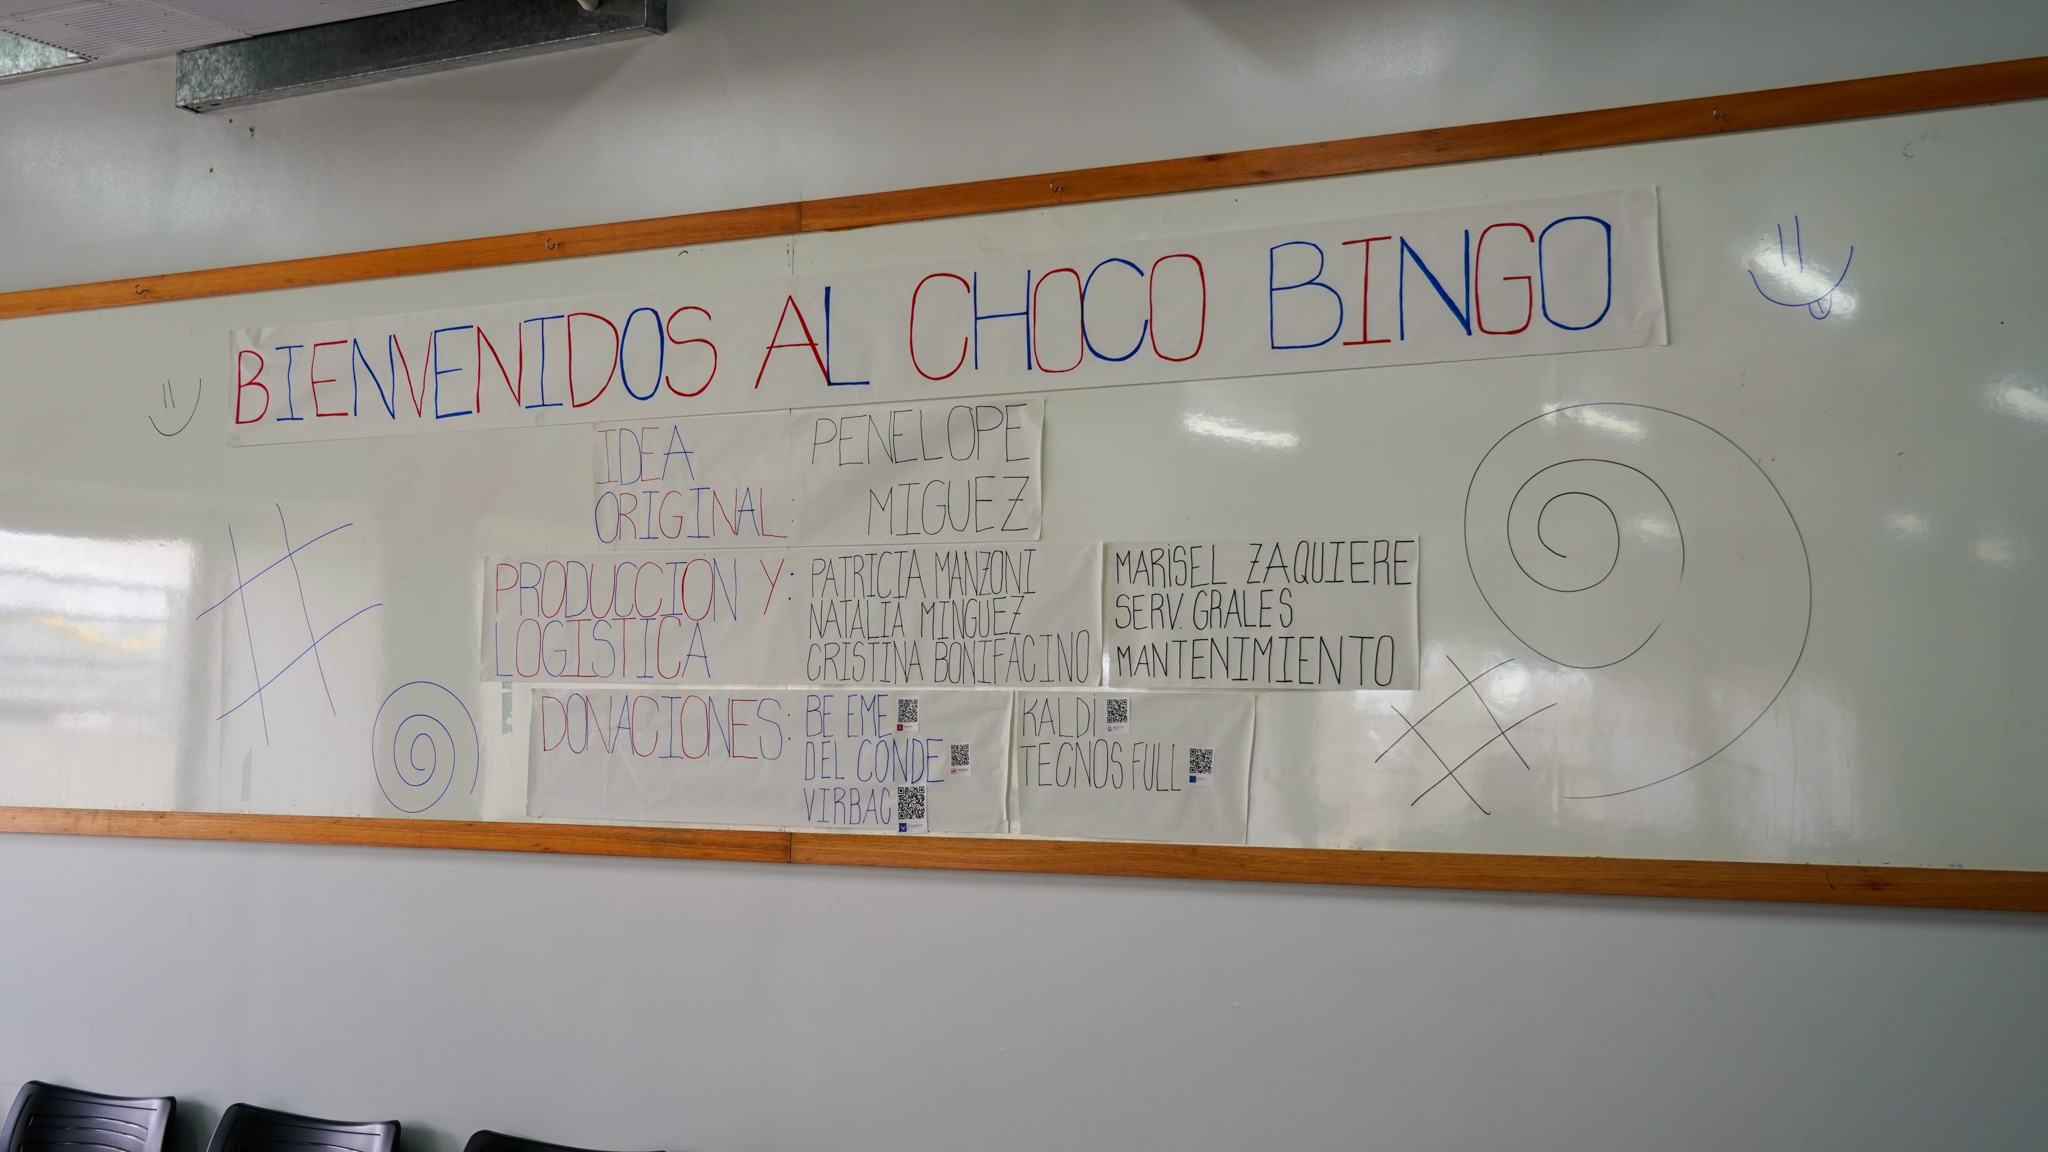 BIENVENIDOS AL CHOCO BINGO
IDEA
ORIGINAL:
PENELOPE
MIGUEZ
PRODUCCION Y:
LOGISTICA
PATRICIA MANZONI
NATALIA MINGUEZ
CRISTINA BONIFACINO
MARISEL ZAQUIERE
SERV. GRALES
MANTENIMIENTO
DONACIONES:
BE EME
DEL CONDE
VIRBAC
KALDI
TECNOS FULL